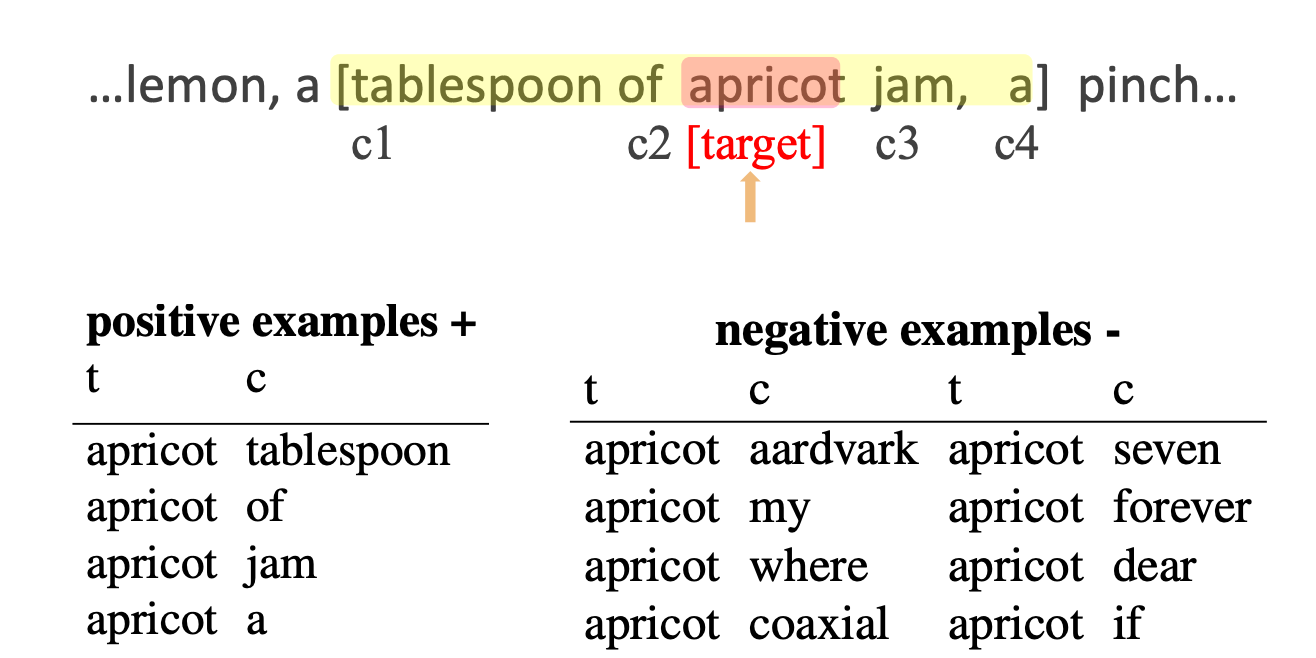 ...lemon, a [tablespoon of apricot jam, a] pinch...
c1 c2 [target] c3 c4
positive examples +
t c
apricot tablespoon
apricot of
apricot jam
apricot a
negative examples -
t c t c
apricot aardvark apricot seven
apricot my apricot forever
apricot where apricot dear
apricot coaxial apricot if